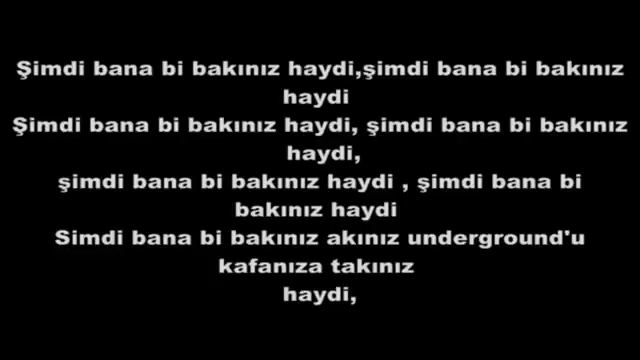 Şimdi bana bi bakınız haydi,şimdi bana bi bakınız
haydi
Şimdi bana bi bakınız haydi, şimdi bana bi bakınız
haydi,
şimdi bana bi bakınız haydi , şimdi bana bi
bakınız haydi
Simdi bana bi bakınız akınız underground'u
kafanıza takınız
haydi,